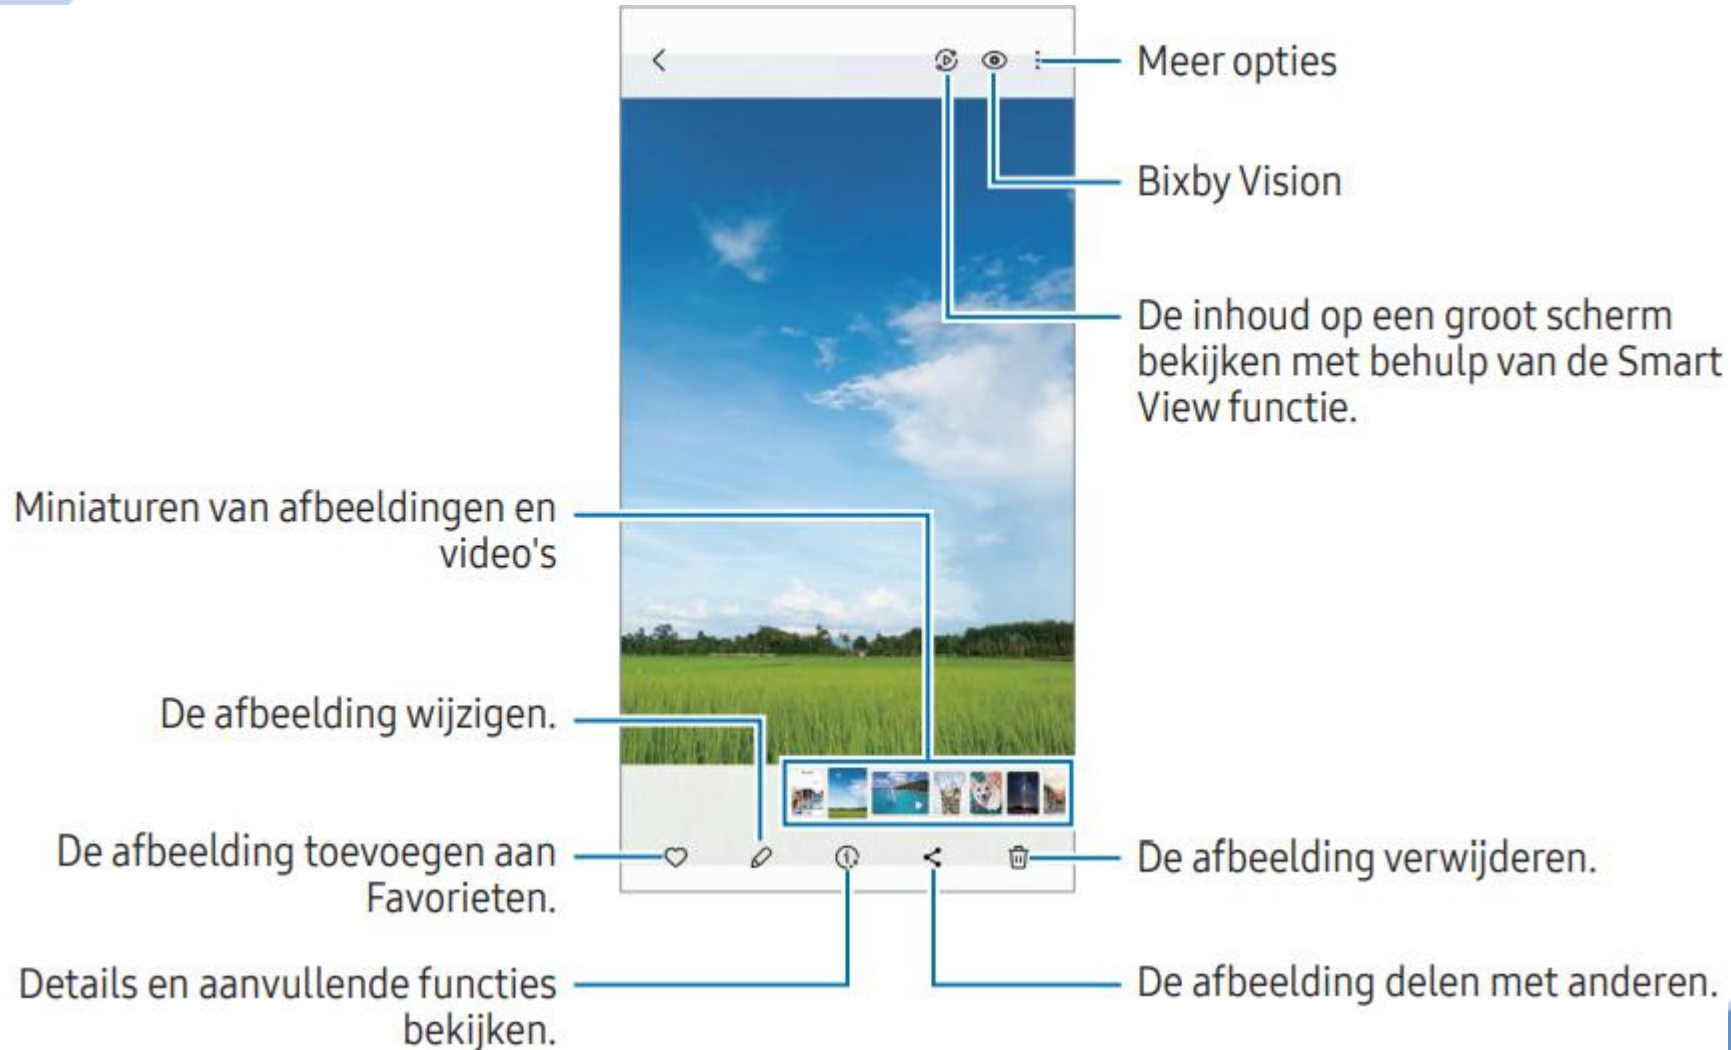 Meer opties
Bixby Vision
De inhoud op een groot scherm
bekijken met behulp van de Smart
View functie.
Miniaturen van afbeeldingen en
video's
De afbeelding wijzigen.
De afbeelding toevoegen aan
Favorieten.
De afbeelding verwijderen.
Details en aanvullende functies
bekijken.
De afbeelding delen met anderen.